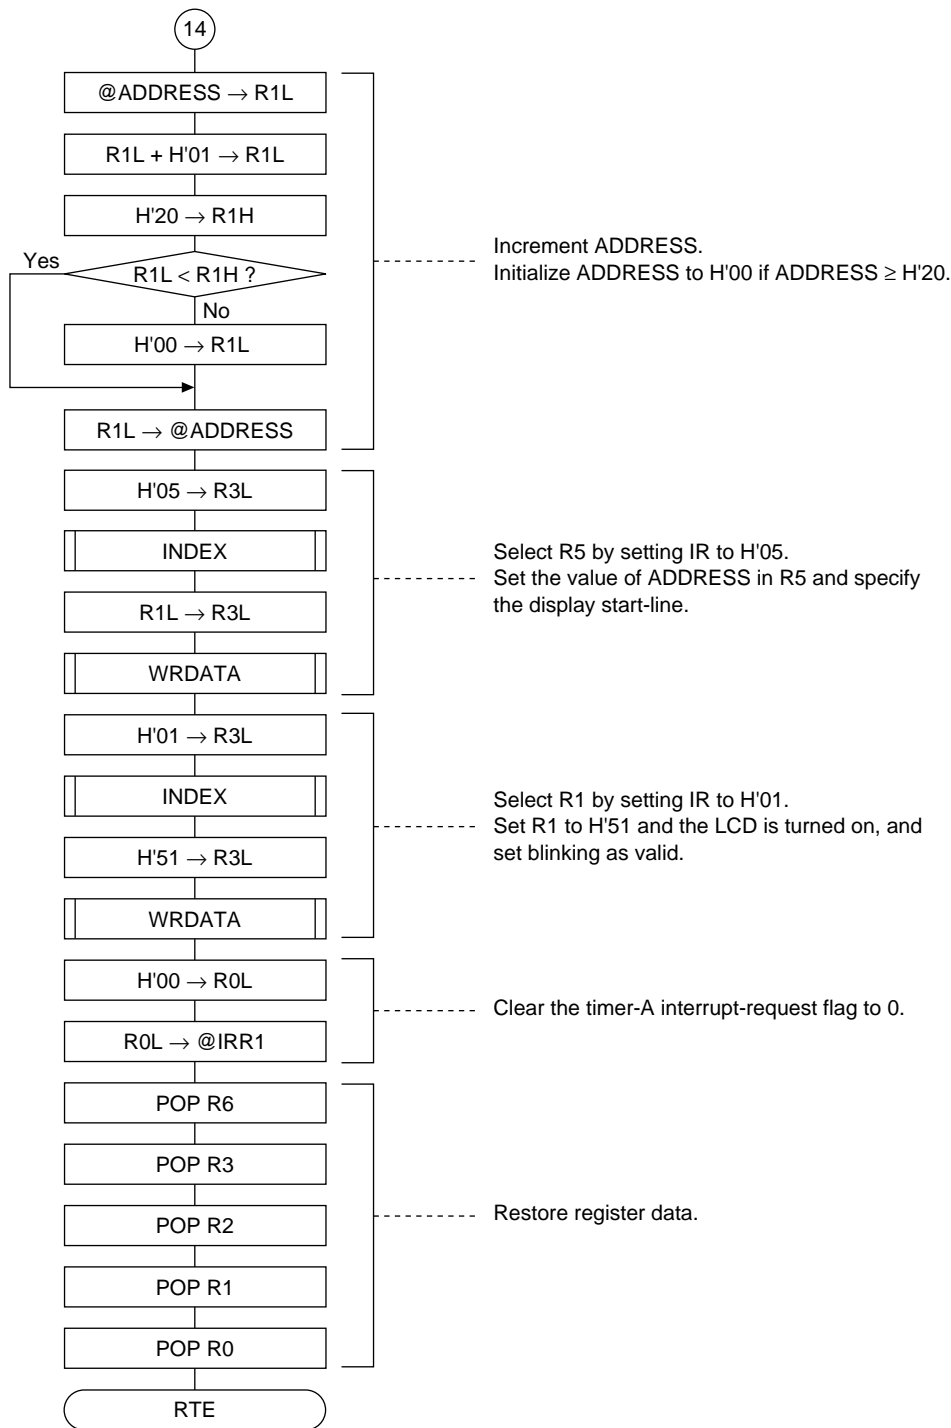 14
@ADDRESS → R1L
R1L + H'01 → R1L
H'20 → R1H
Yes
R1L < R1H ?
No
H'00 → R1L
R1L → @ADDRESS
Increment ADDRESS.
Initialize ADDRESS to H'00 if ADDRESS ≥ H'20.
H'05 → R3L
INDEX
R1L → R3L
WRDATA
Select R5 by setting IR to H'05.
Set the value of ADDRESS in R5 and specify
the display start-line.
H'01 → R3L
INDEX
H'51 → R3L
WRDATA
Select R1 by setting IR to H'01.
Set R1 to H'51 and the LCD is turned on, and
set blinking as valid.
H'00 → R0L
R0L → @IRR1
Clear the timer-A interrupt-request flag to 0.
POP R6
POP R3
POP R2
POP R1
POP R0
Restore register data.
RTE